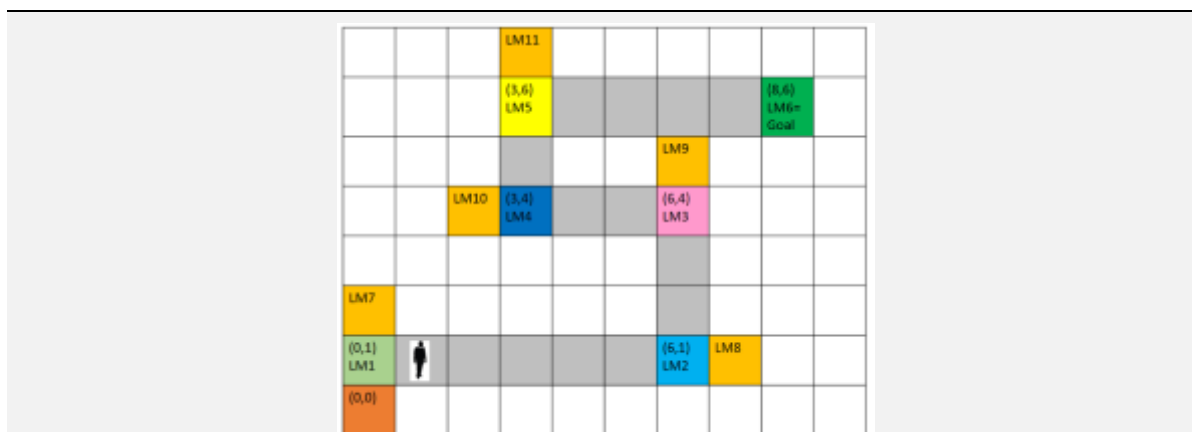 LM11
(3,6)
LM5
(8,6)
LM6=
Goal
LM9
LM10
(3,4)
LM4
(6,4)
LM3
LM7
(0,1)
LM1
(6,1)
LM2
LM8
(0,0)